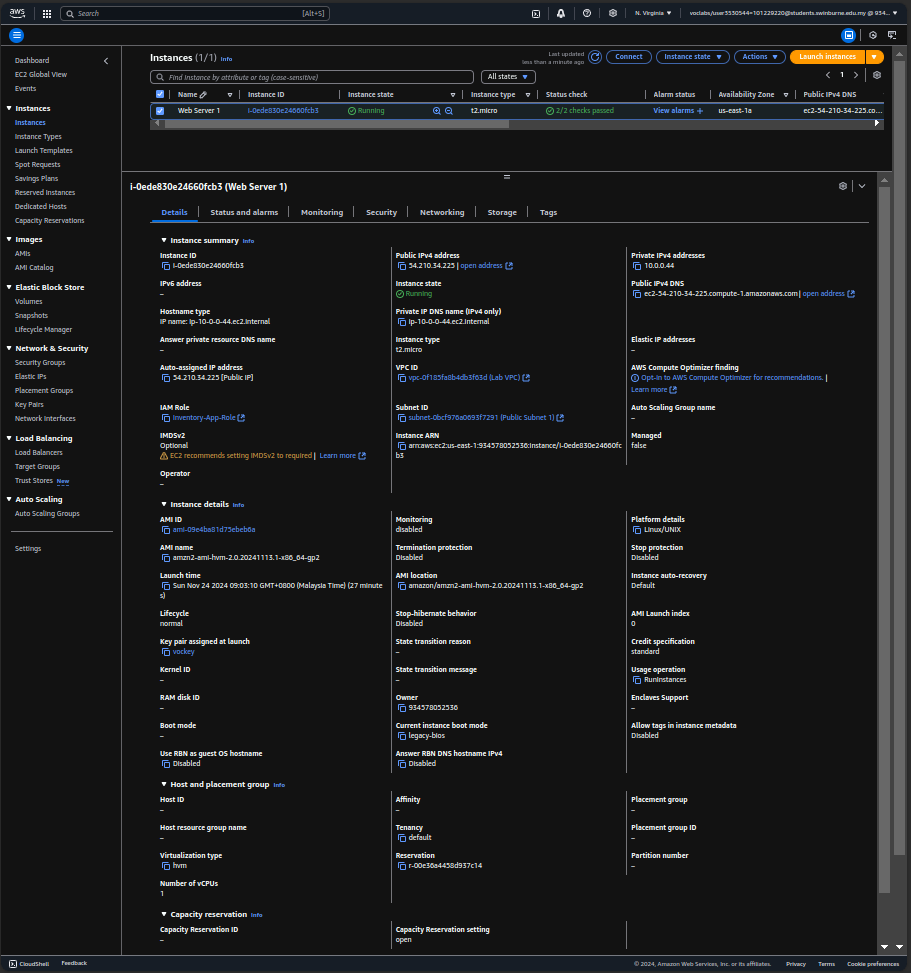 aws
Search [Alt+S]
N. Virginia
voclabs/user3530544=101229220@students.swinburne.edu.my @ 934...
Dashboard
EC2 Global View
Events
Instances
Instances
Instance Types
Launch Templates
Spot Requests
Savings Plans
Reserved Instances
Dedicated Hosts
Capacity Reservations
Images
AMIs
AMI Catalog
Elastic Block Store
Volumes
Snapshots
Lifecycle Manager
Network & Security
Security Groups
Elastic IPs
Placement Groups
Key Pairs
Network Interfaces
Load Balancing
Load Balancers
Target Groups
Trust Stores New
Auto Scaling
Auto Scaling Groups
Settings
Instances (1/1) Info
Last updated
less than a minute ago
Connect
Instance state
Actions
Launch instances
Find Instance by attribute or tag (case-sensitive)
All states
1
Name Instance ID Instance state Instance type Status check Alarm status Availability Zone Public IPv4 DNS
Web Server 1 i-0ede830e24660fcb3 Running t2.micro 2/2 checks passed View alarms + us-east-1a ec2-54-210-34-225.co...
i-0ede830e24660fcb3 (Web Server 1)
Details Status and alarms Monitoring Security Networking Storage Tags
Instance summary Info
Instance ID
i-0ede830e24660fcb3
Public IPv4 address
54.210.34.225 | open address
Private IPv4 addresses
10.0.0.44
IPv6 address
–
Instance state
Running
Public IPv4 DNS
ec2-54-210-34-225.compute-1.amazonaws.com | open address
Hostname type
IP name: ip-10-0-0-44.ec2.internal
Private IP DNS name (IPv4 only)
ip-10-0-0-44.ec2.internal
Answer private resource DNS name
–
Instance type
t2.micro
Elastic IP addresses
–
Auto-assigned IP address
54.210.34.225 [Public IP]
VPC ID
vpc-0f185fa8b4db3f63d (Lab VPC)
AWS Compute Optimizer finding
Opt-in to AWS Compute Optimizer for recommendations. |
Learn more
IAM Role
Inventory-App-Role
Subnet ID
subnet-0bcf976a0693f7291 (Public Subnet 1)
Auto Scaling Group name
–
IMDSv2
Optional
EC2 recommends setting IMDSv2 to required | Learn more
Instance ARN
arn:aws:ec2:us-east-1:934578052536:instance/i-0ede830e24660fc
b3
Managed
false
Operator
–
Instance details Info
AMI ID
ami-09e4ba81d75ebeb6a
Monitoring
disabled
Platform details
Linux/UNIX
AMI name
amzn2-ami-hvm-2.0.20241113.1-x86_64-gp2
Termination protection
Disabled
Stop protection
Disabled
Launch time
Sun Nov 24 2024 09:03:10 GMT+0800 (Malaysia Time) (27 minute
s)
AMI location
amazon/amzn2-ami-hvm-2.0.20241113.1-x86_64-gp2
Instance auto-recovery
Default
Lifecycle
normal
Stop-hibernate behavior
Disabled
AMI Launch index
0
Key pair assigned at launch
vockey
State transition reason
–
Credit specification
standard
Kernel ID
–
State transition message
–
Usage operation
RunInstances
RAM disk ID
–
Owner
934578052536
Enclaves Support
–
Boot mode
–
Current instance boot mode
legacy-bios
Allow tags in instance metadata
Disabled
Use RBN as guest OS hostname
Disabled
Answer RBN DNS hostname IPv4
Disabled
Host and placement group Info
Host ID
–
Affinity
–
Placement group
–
Host resource group name
–
Tenancy
default
Placement group ID
–
Virtualization type
hvm
Reservation
r-00e36a4458d937c14
Partition number
–
Number of vCPUs
1
Capacity reservation Info
Capacity Reservation ID
–
Capacity Reservation setting
open
CloudShell Feedback
© 2024, Amazon Web Services, Inc. or its affiliates. Privacy Terms Cookie preferences